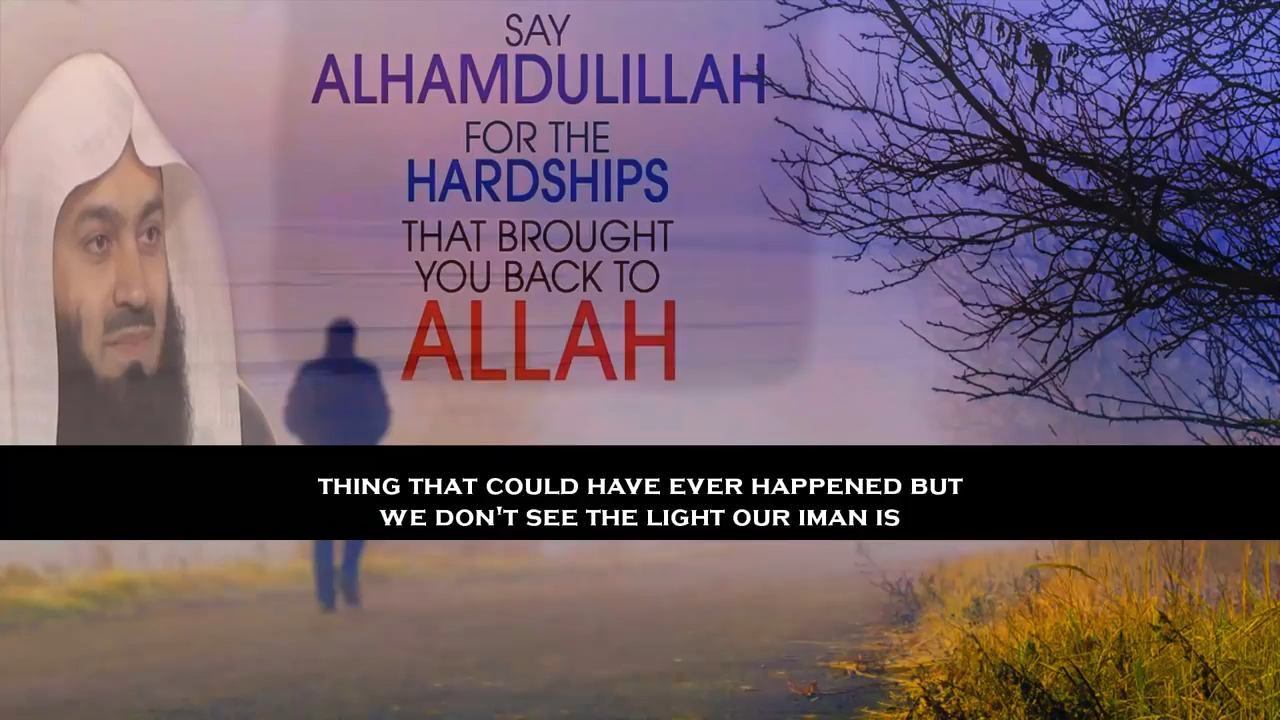 SAY
ALHAMDULILLAH
FOR THE
HARDSHIPS
THAT BROUGHT
YOU BACK TO
ALLAH
THING THAT COULD HAVE EVER HAPPENED BUT
WE DON'T SEE THE LIGHT OUR IMAN IS